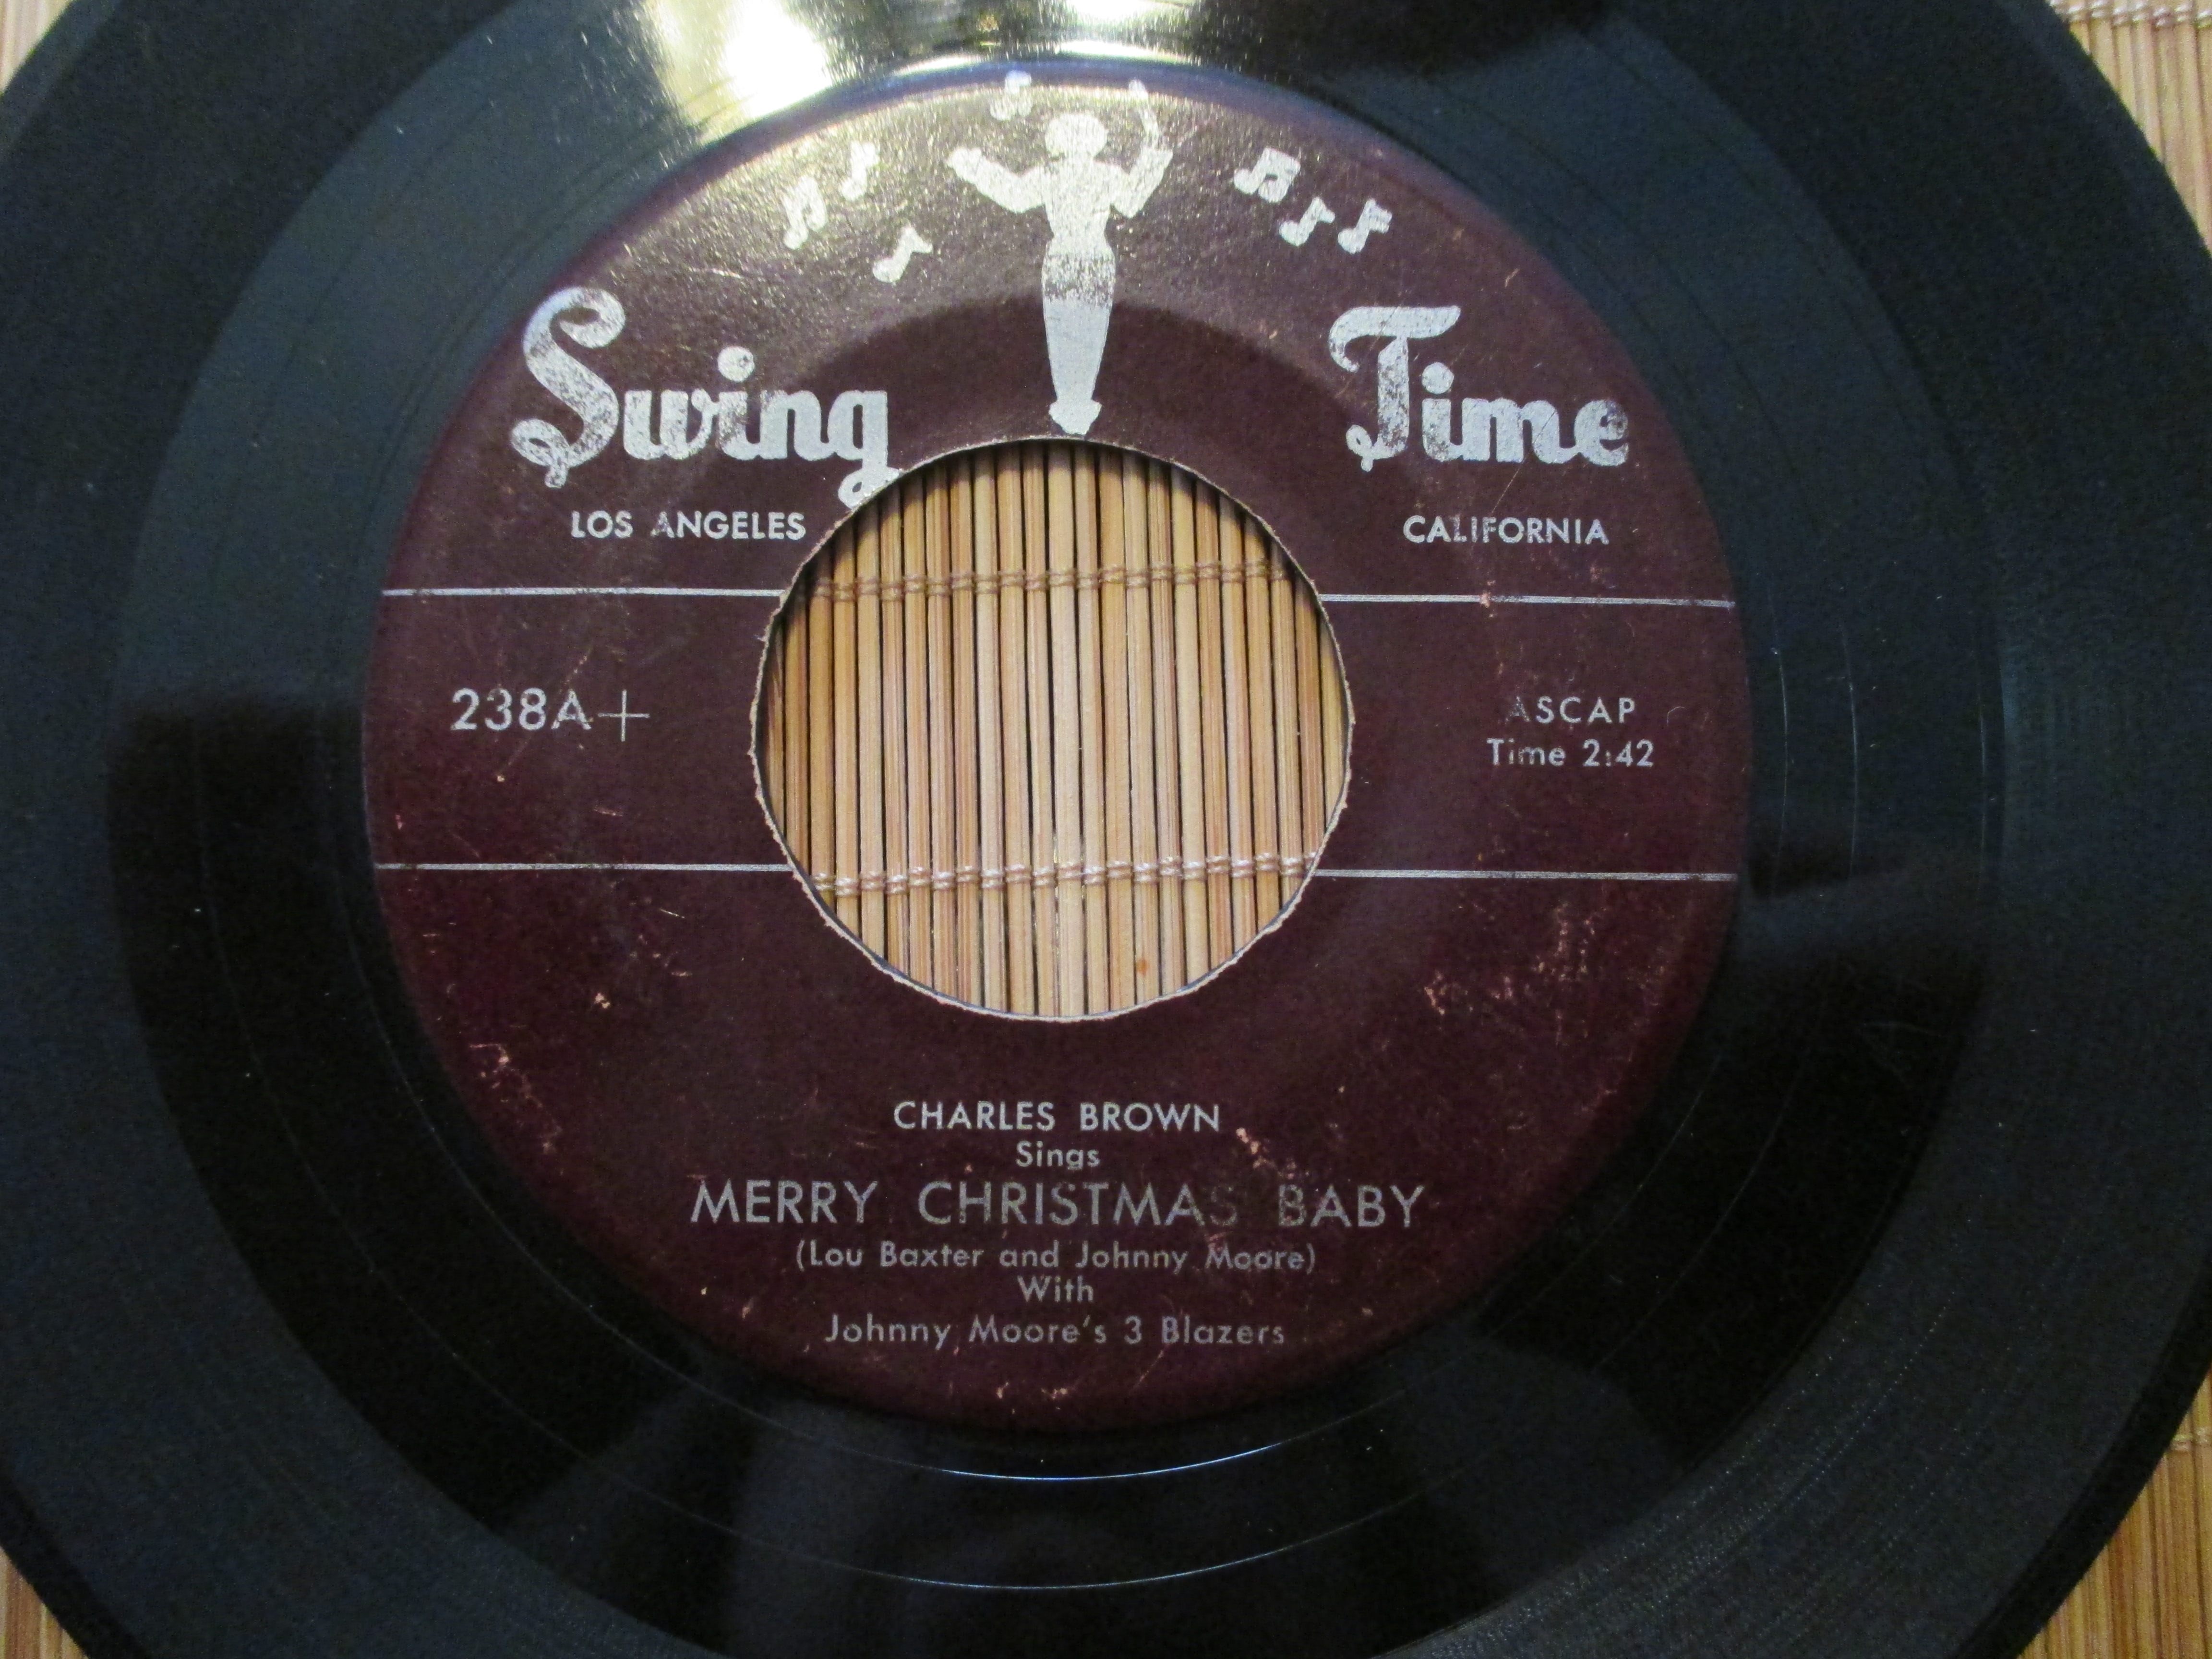 Swing Time
LOS ANGELES CALIFORNIA
238A+
ASCAP
Time 2:42
CHARLES BROWN
Sings
MERRY CHRISTMAS BABY
(Lou Baxter and Johnny Moore)
With
Johnny Moore's 3 Blazers